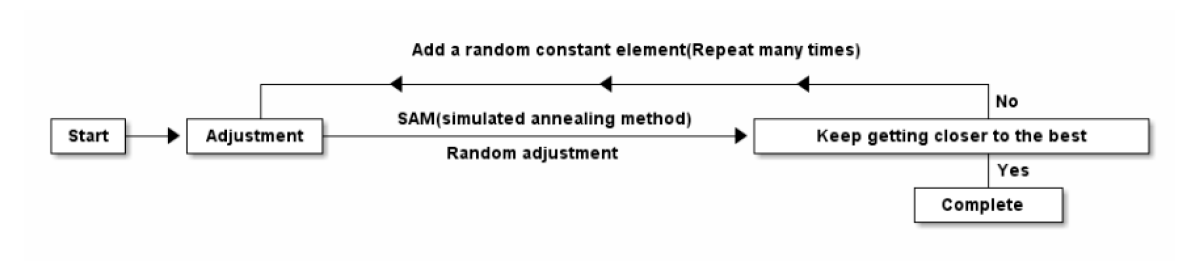 Add a random constant element(Repeat many times)
No
Start
Adjustment
SAM(simulated annealing method)
Random adjustment
Keep getting closer to the best
Yes
Complete